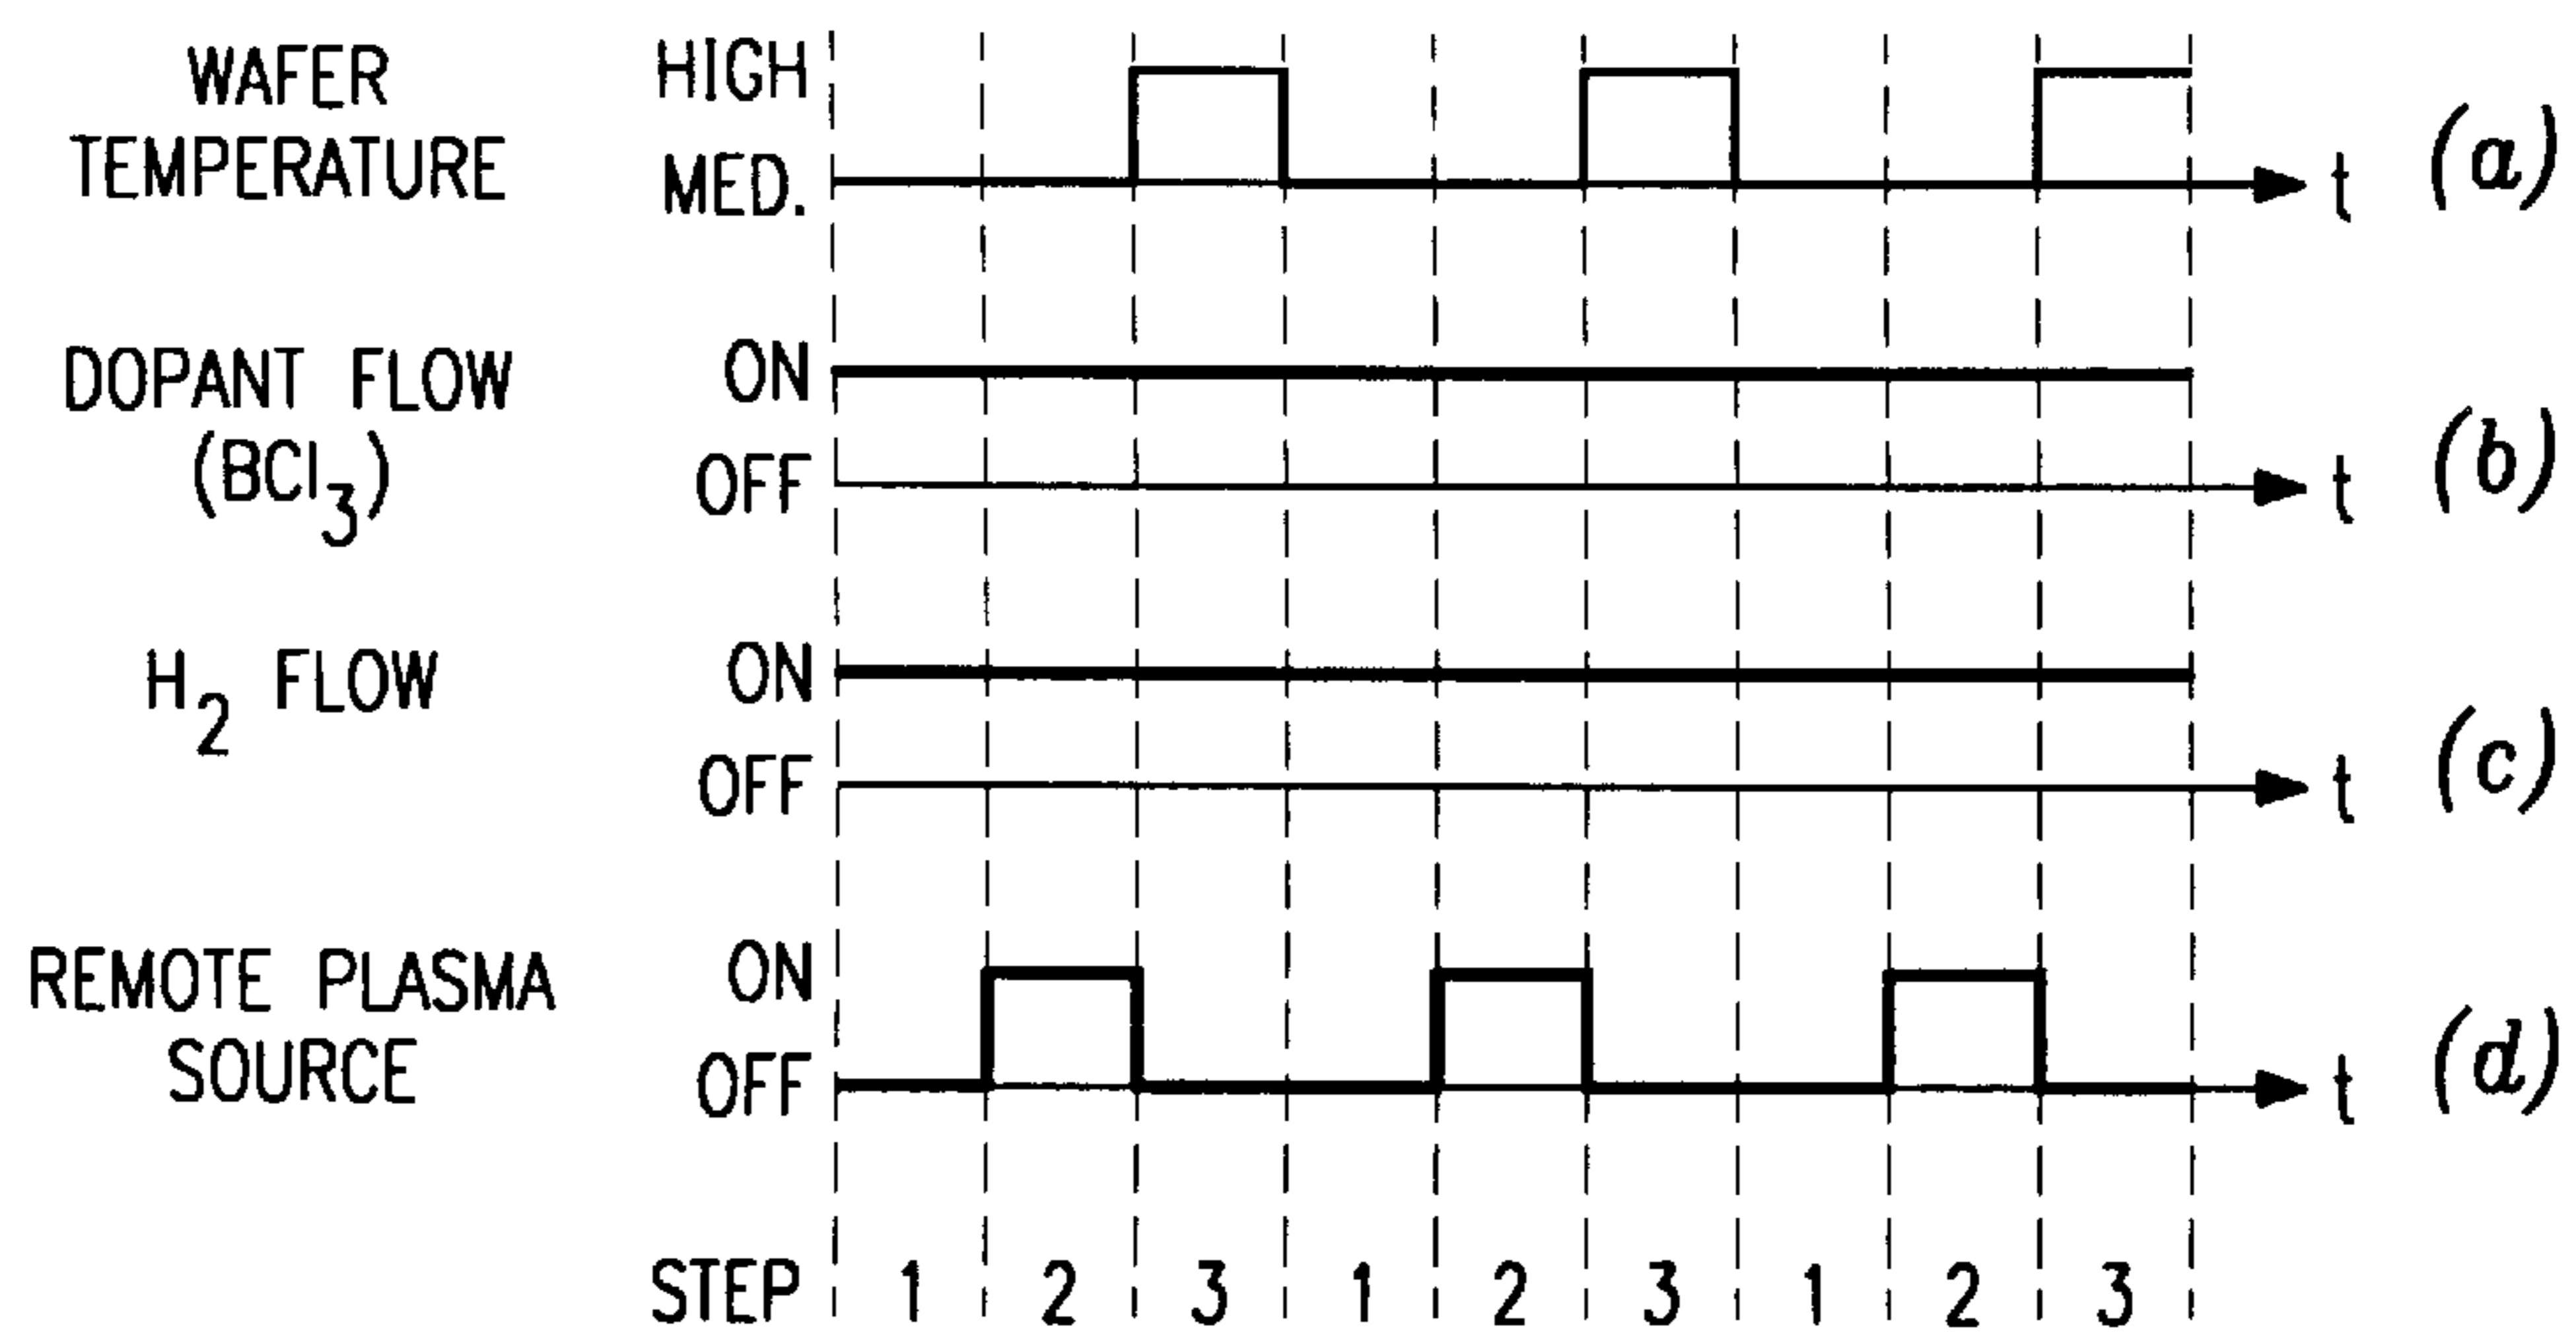 WAFER
TEMPERATURE
HIGH
MED.
t
(a)
DOPANT FLOW
(BCl3)
ON
OFF
t
(b)
H2 FLOW
ON
OFF
t
(c)
REMOTE PLASMA
SOURCE
ON
OFF
t
(d)
STEP 1 2 3 1 2 3 1 2 3